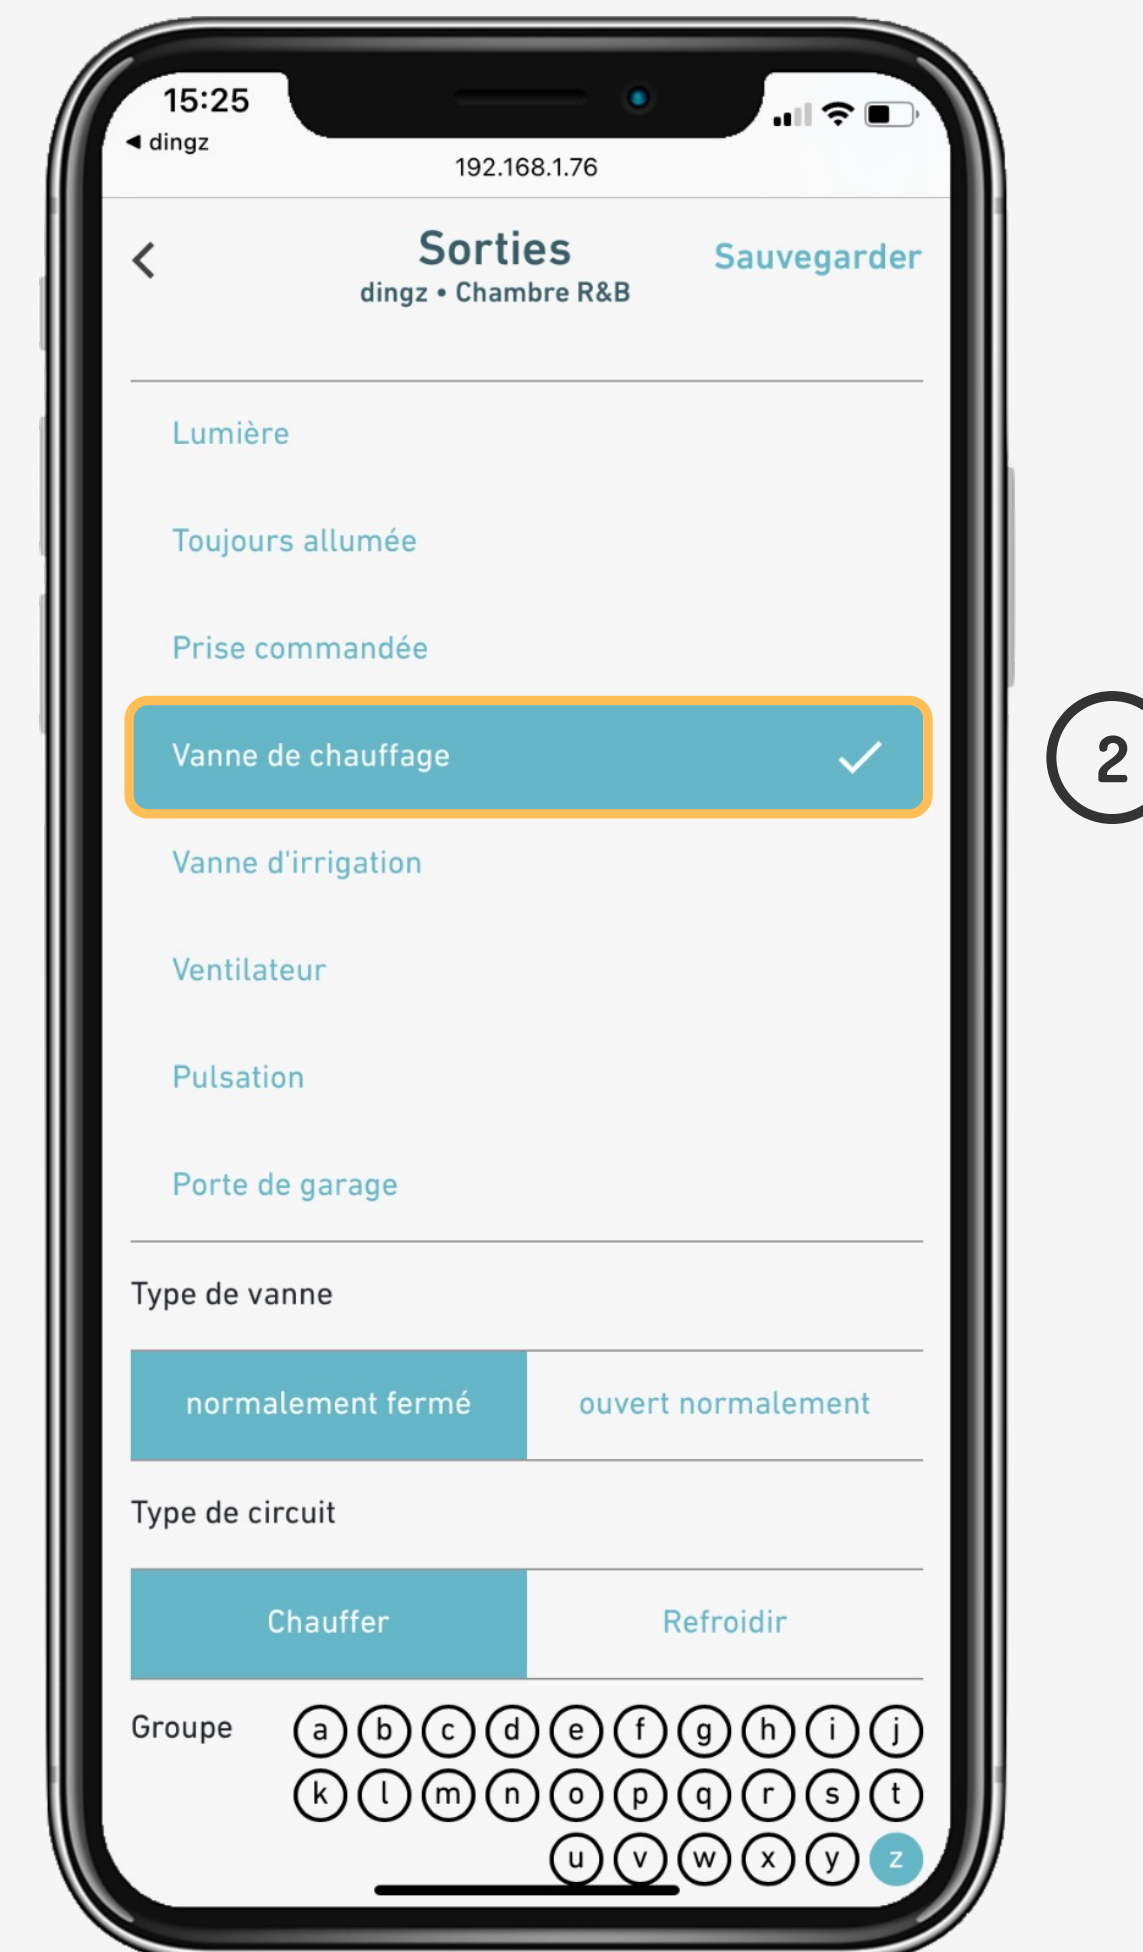 15:25
◀ dingz
192.168.1.76
Sorties
Sauvegarder
dingz • Chambre R&B
Lumière
Toujours allumée
Prise commandée
Vanne de chauffage
2
Vanne d'irrigation
Ventilateur
Pulsation
Porte de garage
Type de vanne
normalement fermé
ouvert normalement
Type de circuit
Chauffer
Refroidir
Groupe
a b c d e f g h i j
k l m n o p q r s t
u v w x y z